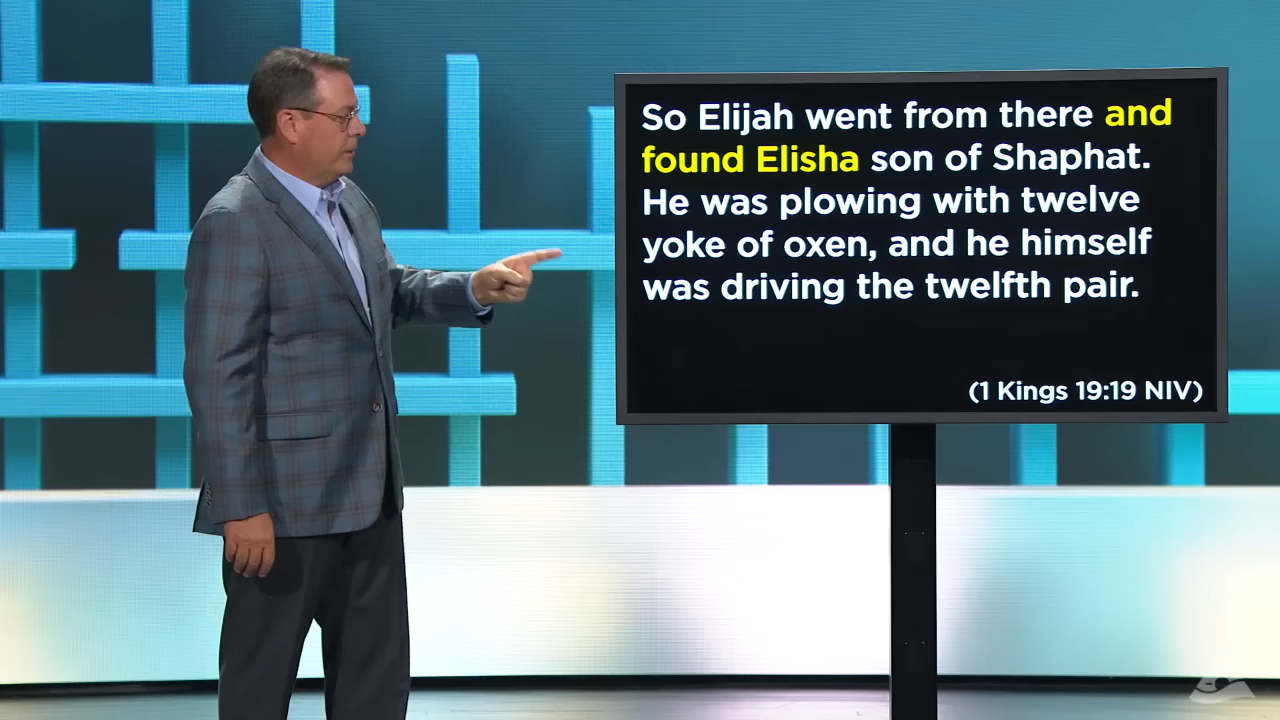 So Elijah went from there and
found Elisha son of Shaphat.
He was plowing with twelve
yoke of oxen, and he himself
was driving the twelfth pair.
(1 Kings 19:19 NIV)